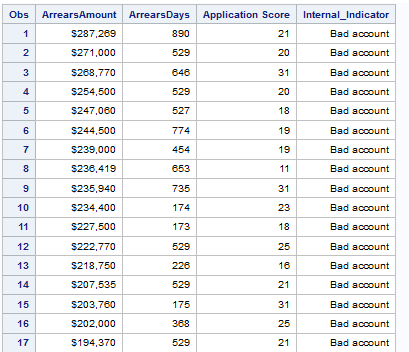 Obs ArrearsAmount ArrearsDays Application Score Internal_Indicator
1 $287,269 890 21 Bad account
2 $271,000 529 20 Bad account
3 $268,770 646 31 Bad account
4 $254,500 529 20 Bad account
5 $247,060 527 18 Bad account
6 $244,500 774 19 Bad account
7 $239,000 454 19 Bad account
8 $236,419 653 11 Bad account
9 $235,940 735 31 Bad account
10 $234,400 174 23 Bad account
11 $227,500 173 18 Bad account
12 $222,770 529 25 Bad account
13 $218,750 226 16 Bad account
14 $207,535 529 21 Bad account
15 $203,760 175 31 Bad account
16 $202,000 368 25 Bad account
17 $194,370 529 21 Bad account